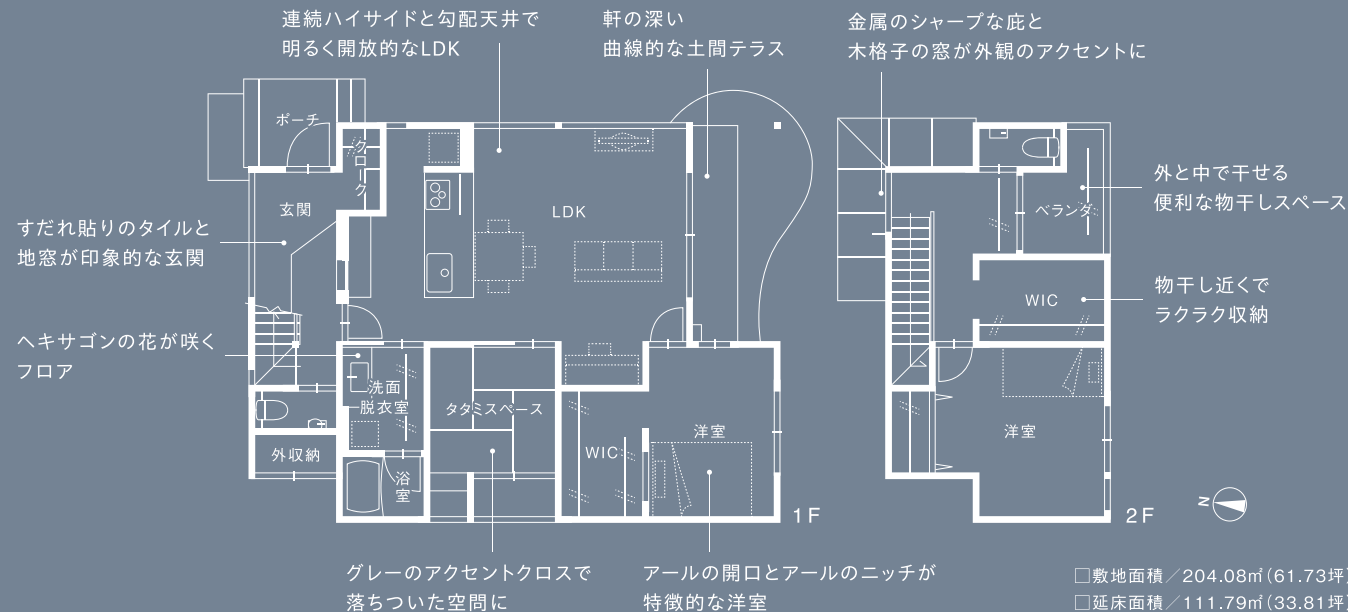 連続ハイサイドと勾配天井で
明るく開放的なLDK
軒の深い
曲線的な土間テラス
金属のシャープな庇と
木格子の窓が外観のアクセントに
ポーチ
クローク
玄関
LDK
すだれ貼りのタイルと
地窓が印象的な玄関
ヘキサゴンの花が咲く
フロア
洗面
脱衣室
タタミスペース
外収納
浴室
WIC
洋室
1F
グレーのアクセントクロスで
落ちついた空間に
アールの開口とアールのニッチが
特徴的な洋室
ベランダ
外と中で干せる
便利な物干しスペース
WIC
物干し近くで
ラクラク収納
洋室
2F
N
□敷地面積／204.08㎡(61.73坪)
□延床面積／111.79㎡(33.81坪)